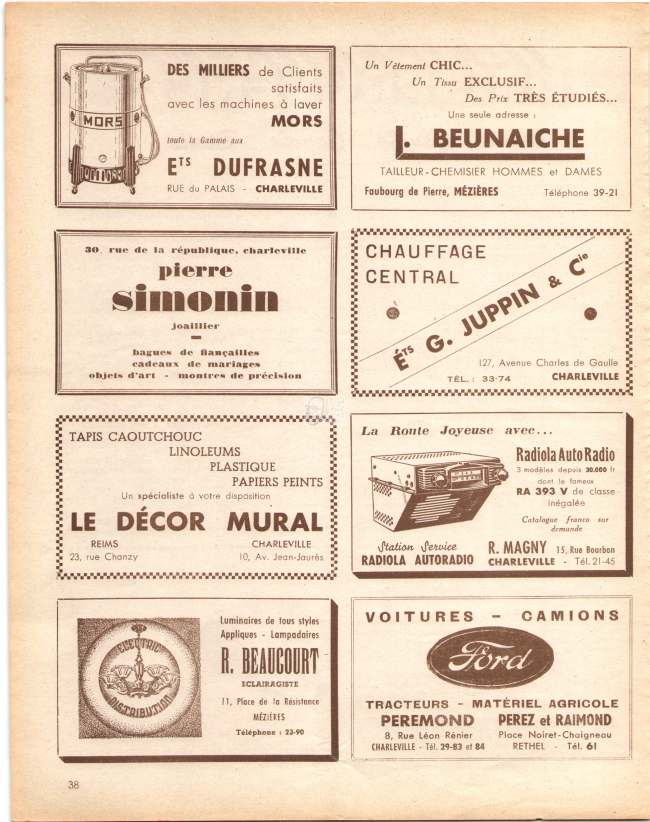 DES MILLIERS de Clients
satisfaits
avec les machines à laver
MORS
MORS
toute la Gamme aux
ETS DUFRASNE
RUE du PALAIS - CHARLEVILLE
Un Vêtement CHIC...
Un Tissu EXCLUSIF...
Des Prix TRÈS ÉTUDIÉS...
Une seule adresse :
J. BEUNAICHE
TAILLEUR-CHEMISIER HOMMES et DAMES
Faubourg de Pierre, MÉZIÈRES Téléphone 39-21
30, rue de la république, charleville
pierre
simonin
joaillier
bagues de fiançailles
cadeaux de mariages
objets d'art - montres de précision
CHAUFFAGE
CENTRAL
Éts G. JUPPIN & Cie
127, Avenue Charles de Gaulle
TÉL. : 33-74 CHARLEVILLE
TAPIS CAOUTCHOUC
LINOLEUMS
PLASTIQUE
PAPIERS PEINTS
Un spécialiste à votre disposition
LE DÉCOR MURAL
REIMS CHARLEVILLE
23, rue Chanzy 10, Av. Jean-Jaurès
La Route Joyeuse avec...
Radiola Auto Radio
3 modèles depuis 30.000 fr
dont le fameux
RA 393 V de classe
inégalée
Catalogue franco sur
demande
Station Service R. MAGNY 15, Rue Bourbon
RADIOLA AUTORADIO CHARLEVILLE - Tél. 21-45
ELECTRIC
DISTRIBUTION
Luminaires de tous styles
Appliques - Lampadaires
R. BEAUCOURT
ECLAIRAGISTE
11, Place de la Résistance
MÉZIÈRES
Téléphone : 23-90
VOITURES - CAMIONS
Ford
TRACTEURS - MATÉRIEL AGRICOLE
PEREMOND PEREZ et RAIMOND
8, Rue Léon Rénier Place Noiret-Chaigneau
CHARLEVILLE - Tél. 29-83 et 84 RETHEL - Tél. 61
38